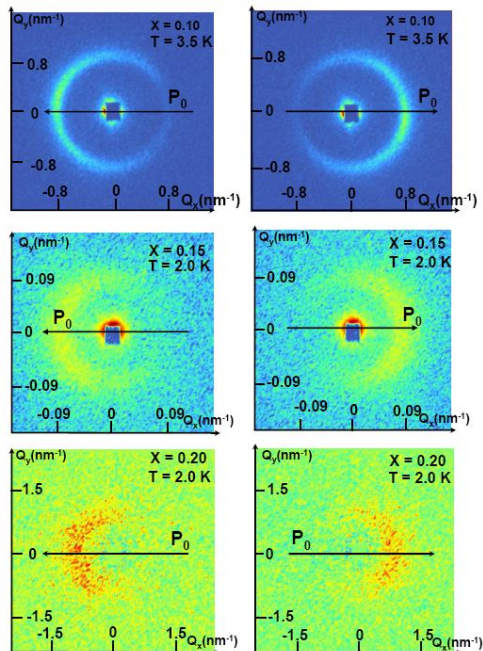 Qy(nm-1)
X = 0.10
T = 3.5 K
0.8
0
-0.8
P0
-0.8 0 0.8
Qx(nm-1)
Qy(nm-1)
X = 0.10
T = 3.5 K
0.8
0
-0.8
P0
-0.8 0 0.8
Qx(nm-1)
Qy(nm-1)
X = 0.15
T = 2.0 K
0.09
0
-0.09
P0
-0.09 0 0.09
Qx(nm-1)
Qy(nm-1)
X = 0.15
T = 2.0 K
0.09
0
-0.09
P0
-0.09 0 0.09
Qx(nm-1)
Qy(nm-1)
X = 0.20
T = 2.0 K
1.5
0
-1.5
P0
-1.5 0 1.5
Qx(nm-1)
Qy(nm-1)
X = 0.20
T = 2.0 K
1.5
0
-1.5
P0
-1.5 0 1.5
Qx(nm-1)